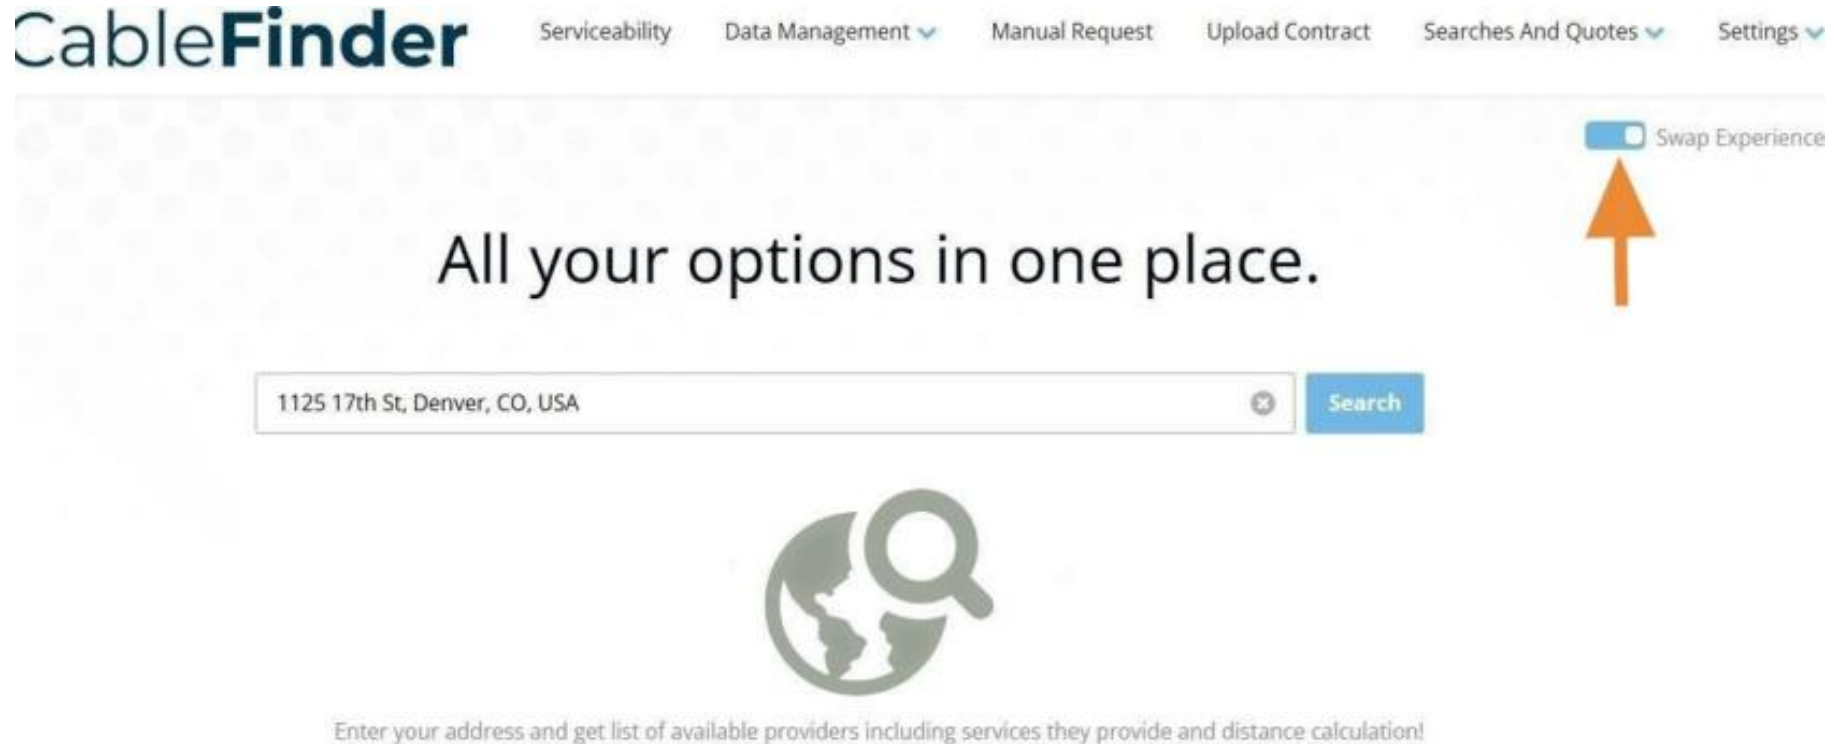 CableFinder
Serviceability Data Management Manual Request Upload Contract Searches And Quotes Settings
Swap Experience
All your options in one place.
1125 17th St, Denver, CO, USA
Search
Enter your address and get list of available providers including services they provide and distance calculation!